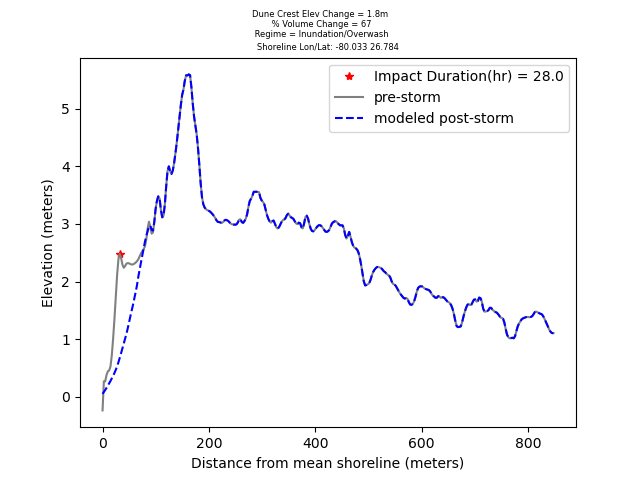 Dune Crest Elev Change = 1.8m
% Volume Change = 67
Regime = Inundation/Overwash
Shoreline Lon/Lat: -80.033 26.784
Impact Duration(hr) = 28.0
pre-storm
modeled post-storm
Elevation (meters)
5
4
3
2
1
0
0 200 400 600 800
Distance from mean shoreline (meters)